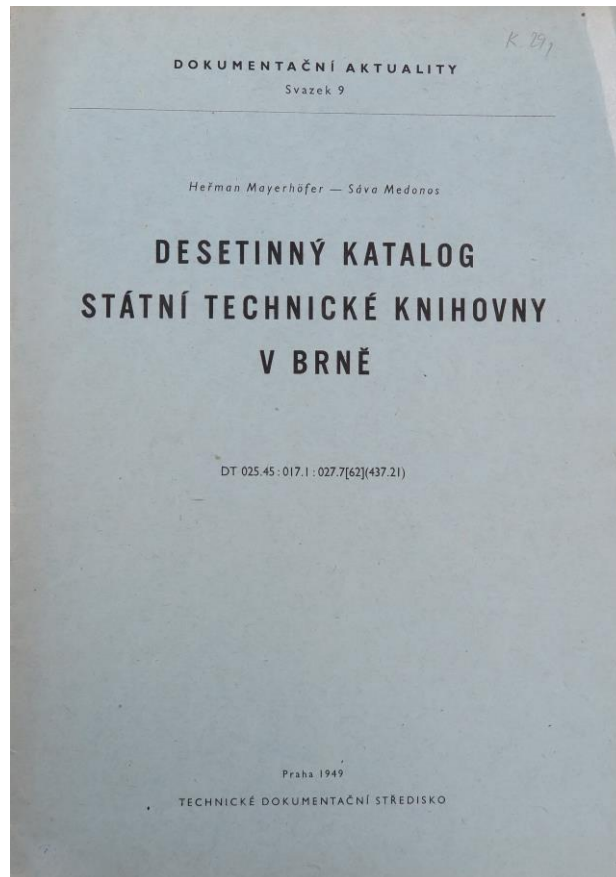 K. 29,
DOKUMENTAČNÍ AKTUALITY
Svazek 9
Heřman Mayerhöfer — Sáva Medonos
DESETINNÝ KATALOG
STÁTNÍ TECHNICKÉ KNIHOVNY
V BRNĚ
DT 025.45 : 017.1 : 027.7[62](437.21)
Praha 1949
TECHNICKÉ DOKUMENTAČNÍ STŘEDISKO